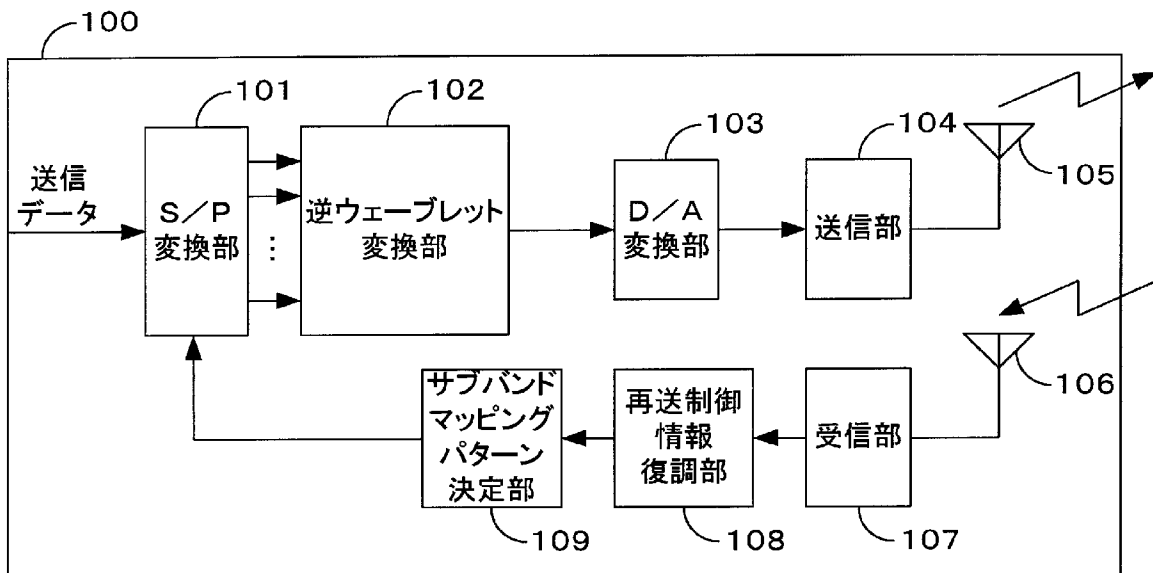 100
101
102
103
104
105
送信
データ
S／P
変換部
⋮
逆ウェーブレット
変換部
D／A
変換部
送信部
サブバンド
マッピング
パターン
決定部
再送制御
情報
復調部
受信部
106
109
108
107